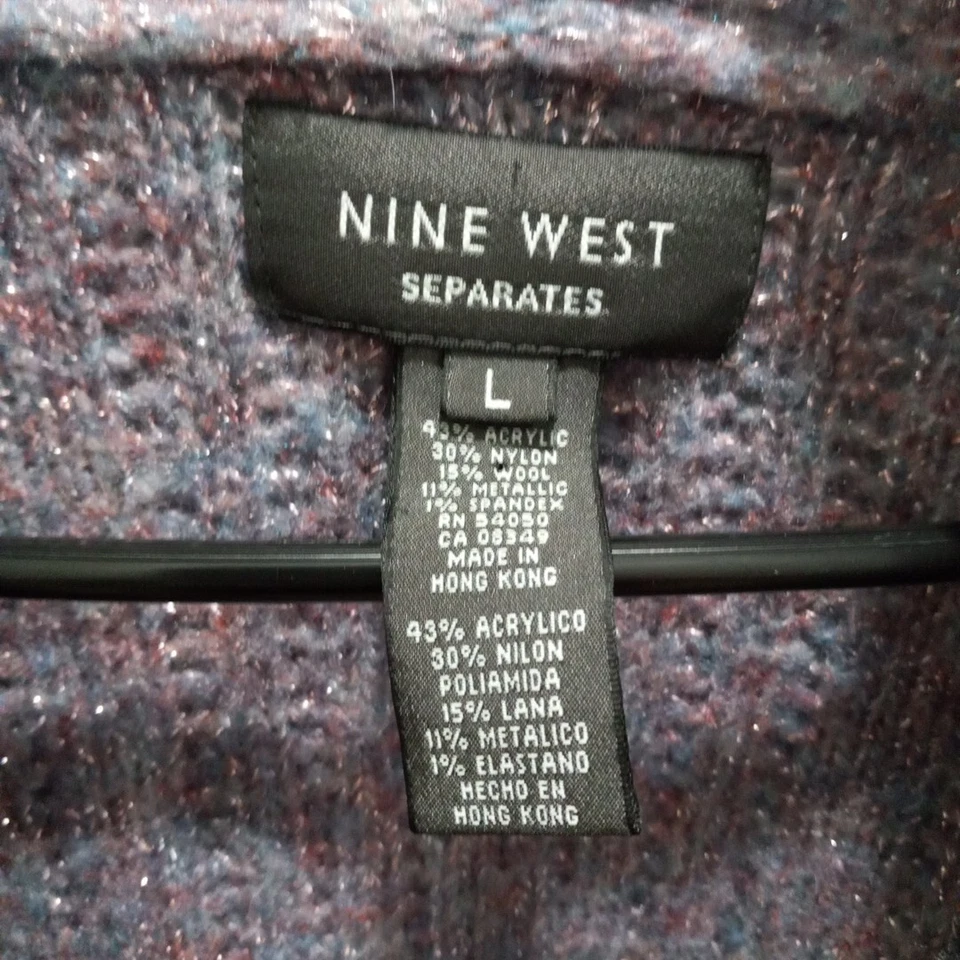 NINE WEST
SEPARATES
L
43% ACRYLIC
30% NYLON
15% WOOL
11% METALLIC
1% SPANDEX
RN 54050
CA 08349
MADE IN
HONG KONG
43% ACRYLICO
30% NILON
POLIAMIDA
15% LANA
11% METALICO
1% ELASTANO
HECHO EN
HONG KONG